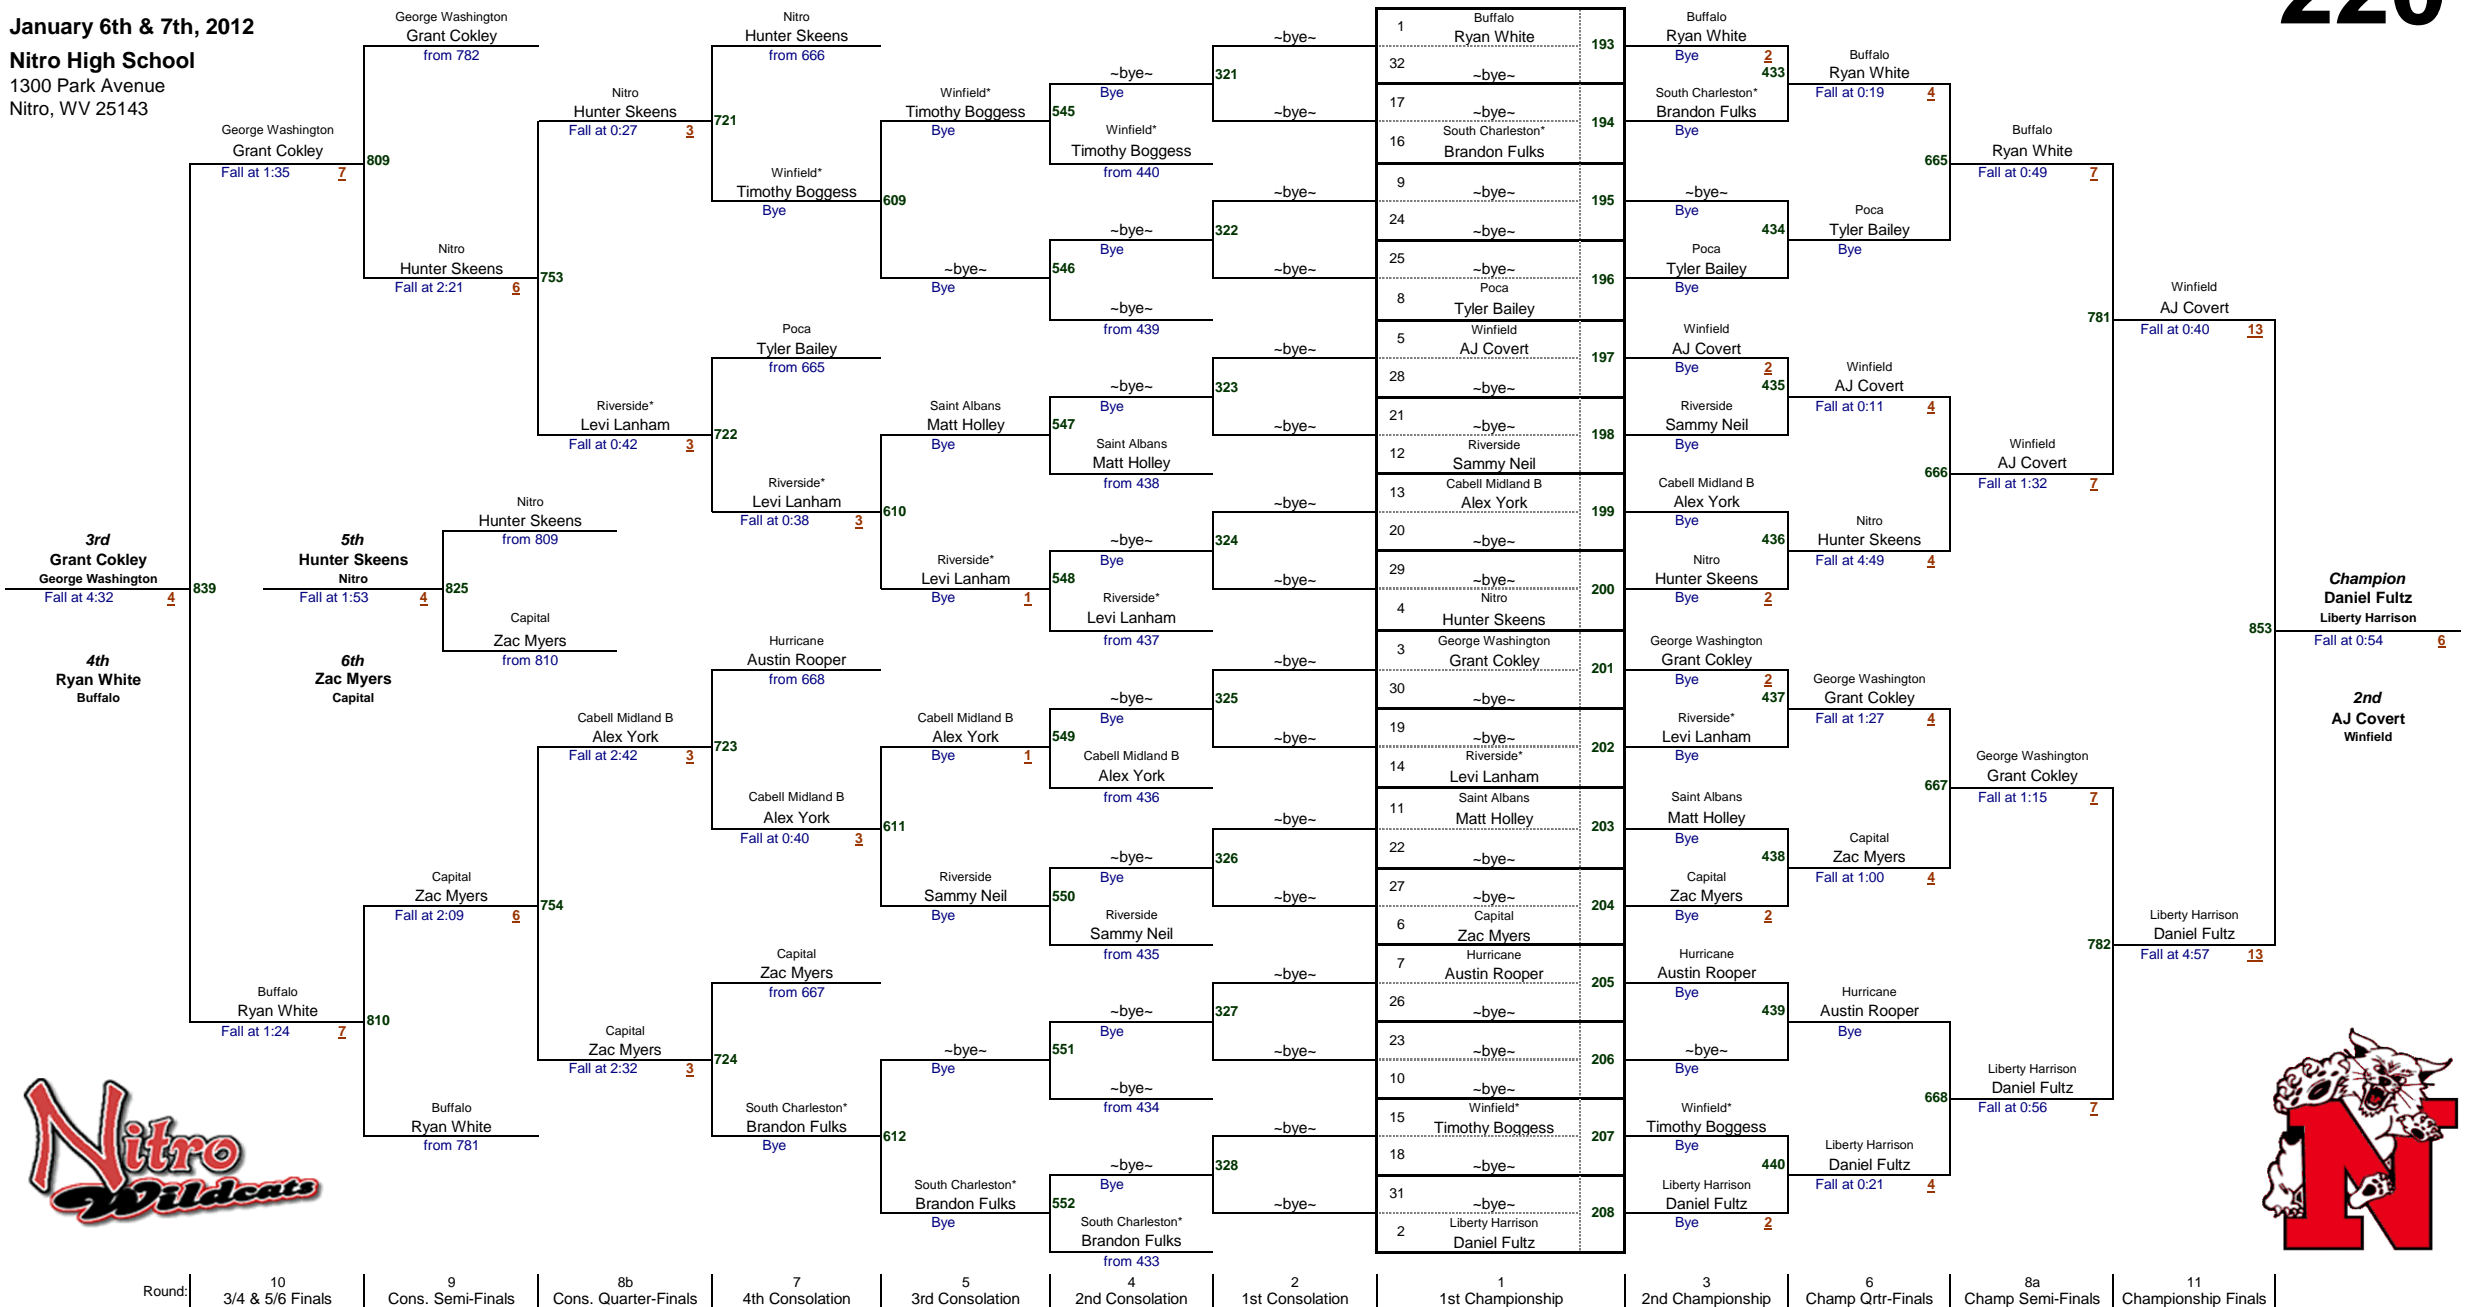 January 6th & 7th, 2012
Nitro High School
1300 Park Avenue
Nitro, WV 25143
George Washington
Grant Cokley
Fall at 1:35 7
Buffalo
Ryan White
Fall at 1:24 7
3rd
Grant Cokley
George Washington
Fall at 4:32 4
839
4th
Ryan White
Buffalo
George Washington
Grant Cokley
from 782
809
Nitro
Hunter Skeens
Fall at 2:21 6
5th
Hunter Skeens
Nitro
Fall at 1:53 4
825
6th
Zac Myers
Capital
Nitro
Hunter Skeens
from 809
Capital
Zac Myers
from 810
Capital
Zac Myers
Fall at 2:09 6
810
Buffalo
Ryan White
from 781
Nitro
Hunter Skeens
Fall at 0:27 3
753
Riverside*
Levi Lanham
Fall at 0:42 3
Cabell Midland B
Alex York
Fall at 2:42 3
754
Capital
Zac Myers
Fall at 2:32 3
Nitro
Hunter Skeens
from 666
721
Winfield*
Timothy Boggess
Bye
Poca
Tyler Bailey
from 665
722
Riverside*
Levi Lanham
Fall at 0:38 3
Hurricane
Austin Rooper
from 668
723
Cabell Midland B
Alex York
Fall at 0:40 3
Capital
Zac Myers
from 667
724
South Charleston*
Brandon Fulks
Bye
Winfield*
Timothy Boggess
Bye
609
~bye~
Bye
Saint Albans
Matt Holley
Bye
610
Riverside*
Levi Lanham
Bye 1
Cabell Midland B
Alex York
Bye 1
611
Riverside
Sammy Neil
Bye
~bye~
Bye
612
South Charleston*
Brandon Fulks
Bye
~bye~
Bye
545
Winfield*
Timothy Boggess
from 440
~bye~
Bye
546
~bye~
from 439
~bye~
Bye
547
Saint Albans
Matt Holley
from 438
~bye~
Bye
548
Riverside*
Levi Lanham
from 437
~bye~
Bye
549
Cabell Midland B
Alex York
from 436
~bye~
Bye
550
Riverside
Sammy Neil
from 435
~bye~
Bye
551
~bye~
from 434
~bye~
Bye
552
South Charleston*
Brandon Fulks
from 433
~bye~
321
~bye~
~bye~
322
~bye~
~bye~
323
~bye~
~bye~
324
~bye~
~bye~
325
~bye~
~bye~
326
~bye~
~bye~
327
~bye~
~bye~
328
~bye~
1 Buffalo
Ryan White
193
32 ~bye~
17 ~bye~
194
16 South Charleston*
Brandon Fulks
9 ~bye~
195
24 ~bye~
25 ~bye~
196
8 Poca
Tyler Bailey
5 Winfield
AJ Covert
197
28 ~bye~
21 ~bye~
198
12 Riverside
Sammy Neil
13 Cabell Midland B
Alex York
199
20 ~bye~
29 ~bye~
200
4 Nitro
Hunter Skeens
3 George Washington
Grant Cokley
201
30 ~bye~
19 ~bye~
202
14 Riverside*
Levi Lanham
11 Saint Albans
Matt Holley
203
22 ~bye~
27 ~bye~
204
6 Capital
Zac Myers
7 Hurricane
Austin Rooper
205
26 ~bye~
23 ~bye~
206
10 ~bye~
15 Winfield*
Timothy Boggess
207
18 ~bye~
31 ~bye~
208
2 Liberty Harrison
Daniel Fultz
Buffalo
Ryan White
Bye 2
433
South Charleston*
Brandon Fulks
Bye
~bye~
Bye
434
Poca
Tyler Bailey
Bye
Winfield
AJ Covert
Bye 2
435
Riverside
Sammy Neil
Bye
Cabell Midland B
Alex York
Bye
436
Nitro
Hunter Skeens
Bye 2
George Washington
Grant Cokley
Bye 2
437
Riverside*
Levi Lanham
Bye
Saint Albans
Matt Holley
Bye
438
Capital
Zac Myers
Bye 2
Hurricane
Austin Rooper
Bye
439
~bye~
Bye
Winfield*
Timothy Boggess
Bye
440
Liberty Harrison
Daniel Fultz
Bye 2
Buffalo
Ryan White
Fall at 0:19 4
665
Poca
Tyler Bailey
Bye
Winfield
AJ Covert
Fall at 0:11 4
666
Nitro
Hunter Skeens
Fall at 4:49 4
George Washington
Grant Cokley
Fall at 1:27 4
667
Capital
Zac Myers
Fall at 1:00 4
Hurricane
Austin Rooper
Bye
668
Liberty Harrison
Daniel Fultz
Fall at 0:21 4
Buffalo
Ryan White
Fall at 0:49 7
781
Winfield
AJ Covert
Fall at 1:32 7
George Washington
Grant Cokley
Fall at 1:15 7
782
Liberty Harrison
Daniel Fultz
Fall at 0:56 7
Winfield
AJ Covert
Fall at 0:40 13
853
Liberty Harrison
Daniel Fultz
Fall at 4:57 13
Champion
Daniel Fultz
Liberty Harrison
Fall at 0:54 6
2nd
AJ Covert
Winfield
Nitro
Wildcats
N
Round: 10 9 8b 7 5 4 2 1 3 6 8a 11
3/4 & 5/6 Finals Cons. Semi-Finals Cons. Quarter-Finals 4th Consolation 3rd Consolation 2nd Consolation 1st Consolation 1st Championship 2nd Championship Champ Qrtr-Finals Champ Semi-Finals Championship Finals